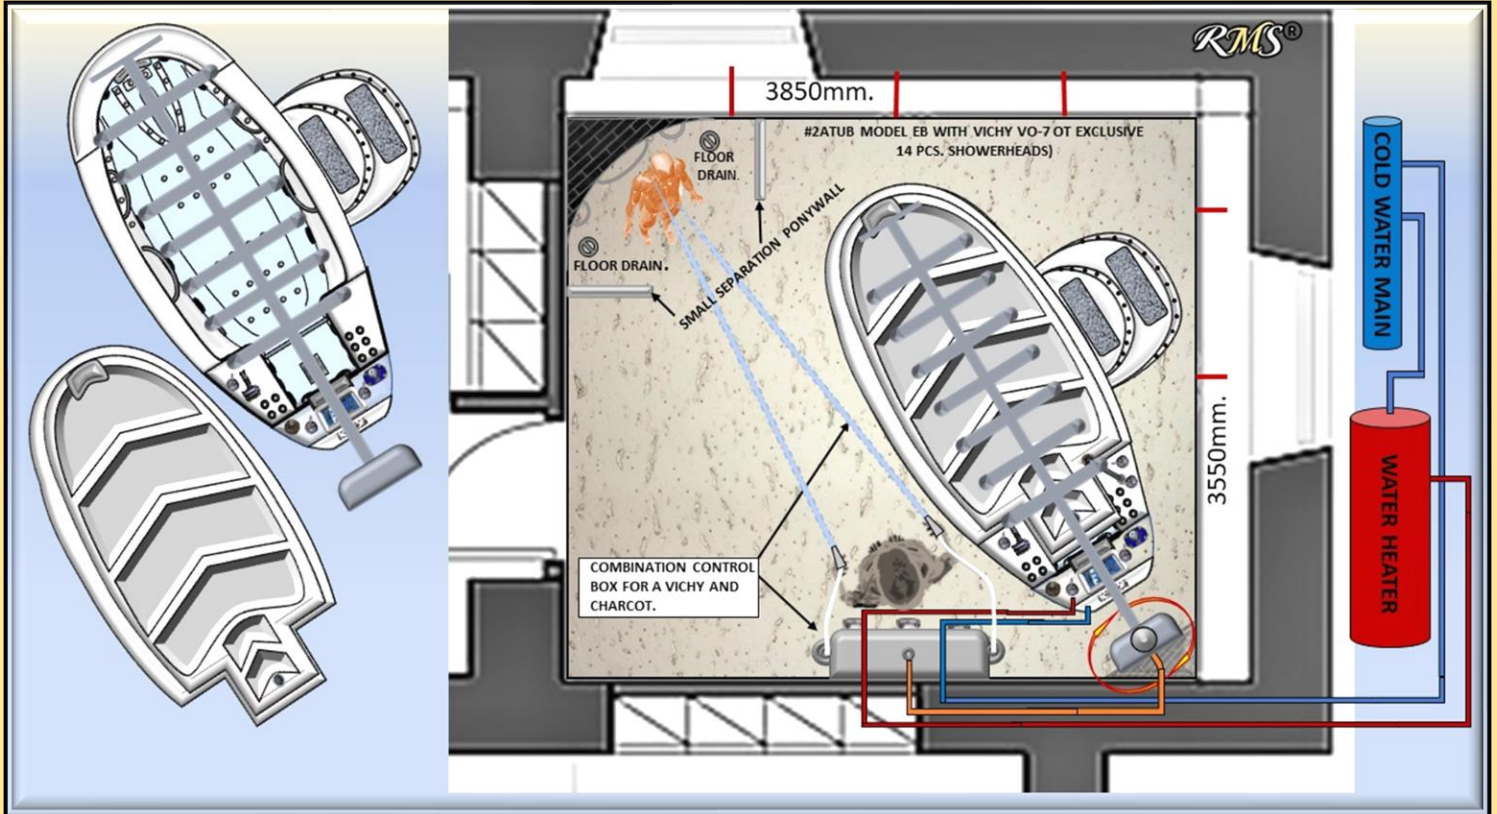 RMS®
3850mm.
#2ATUB MODEL EB WITH VICHY VO-7 OT EXCLUSIVE
14 PCS. SHOWERHEADS)
FLOOR
DRAIN.
FLOOR DRAIN.
SMALL SEPARATION PONYWALL
3550mm.
COLD WATER MAIN
WATER HEATER
COMBINATION CONTROL
BOX FOR A VICHY AND
CHARCOT.